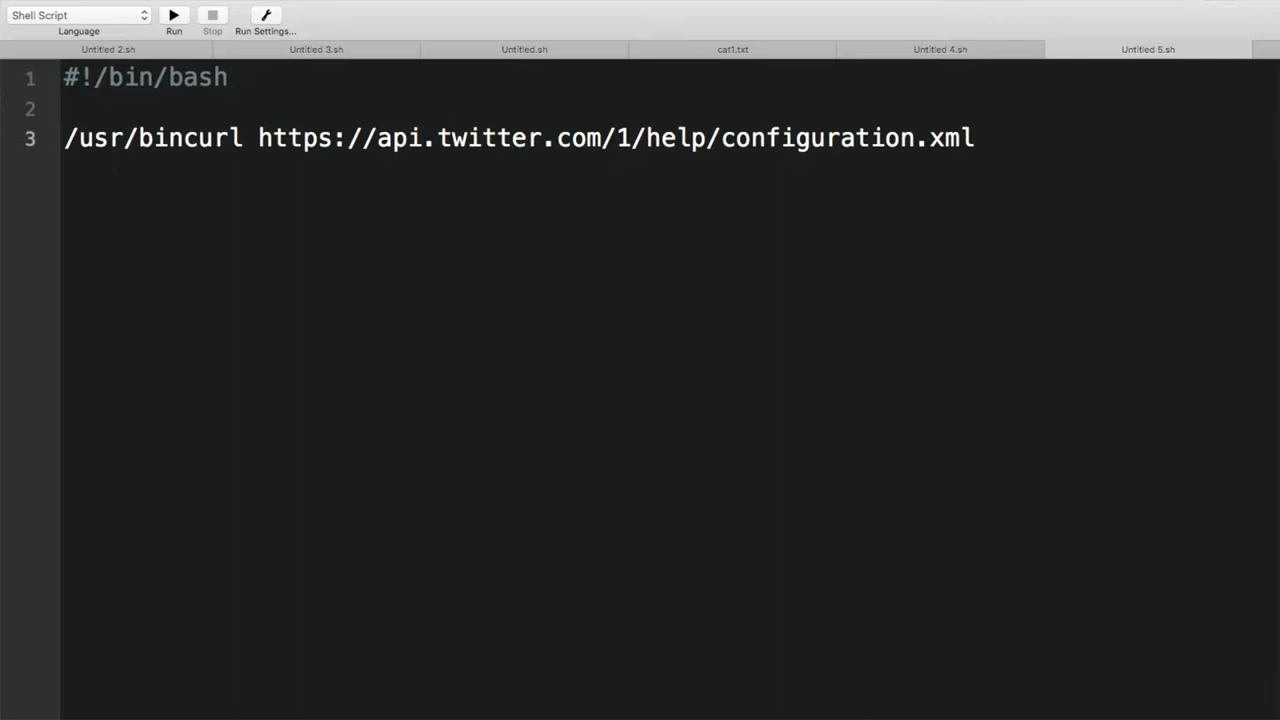 Shell Script
Language Run Stop Run Settings...
Untitled 2.sh Untitled 3.sh Untitled.sh cat1.txt Untitled 4.sh Untitled 5.sh
1 #!/bin/bash
2
3 /usr/bincurl https://api.twitter.com/1/help/configuration.xml